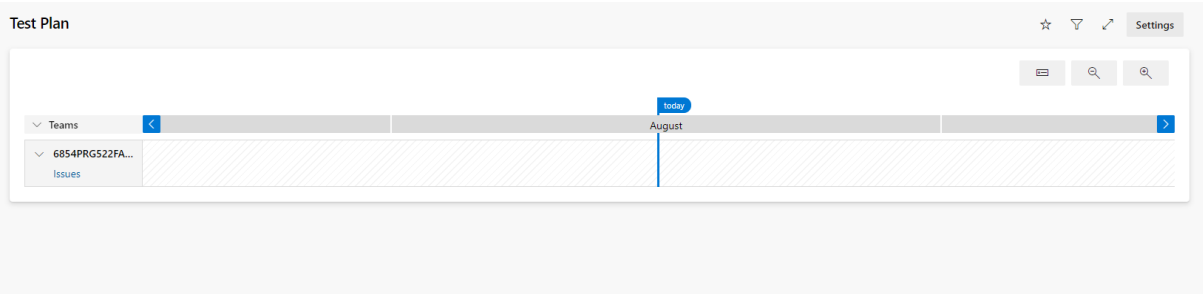 Test Plan
Settings
today
Teams
August
6854PRG522FA...
Issues